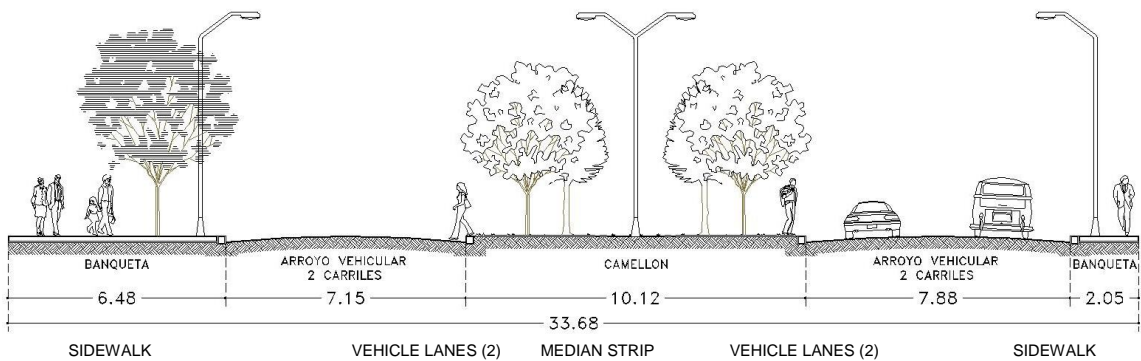 BANQUETA
ARROYO VEHICULAR
2 CARRILES
CAMELLON
ARROYO VEHICULAR
2 CARRILES
BANQUETA
6.48 7.15 10.12 7.88 2.05
33.68
SIDEWALK VEHICLE LANES (2) MEDIAN STRIP VEHICLE LANES (2) SIDEWALK